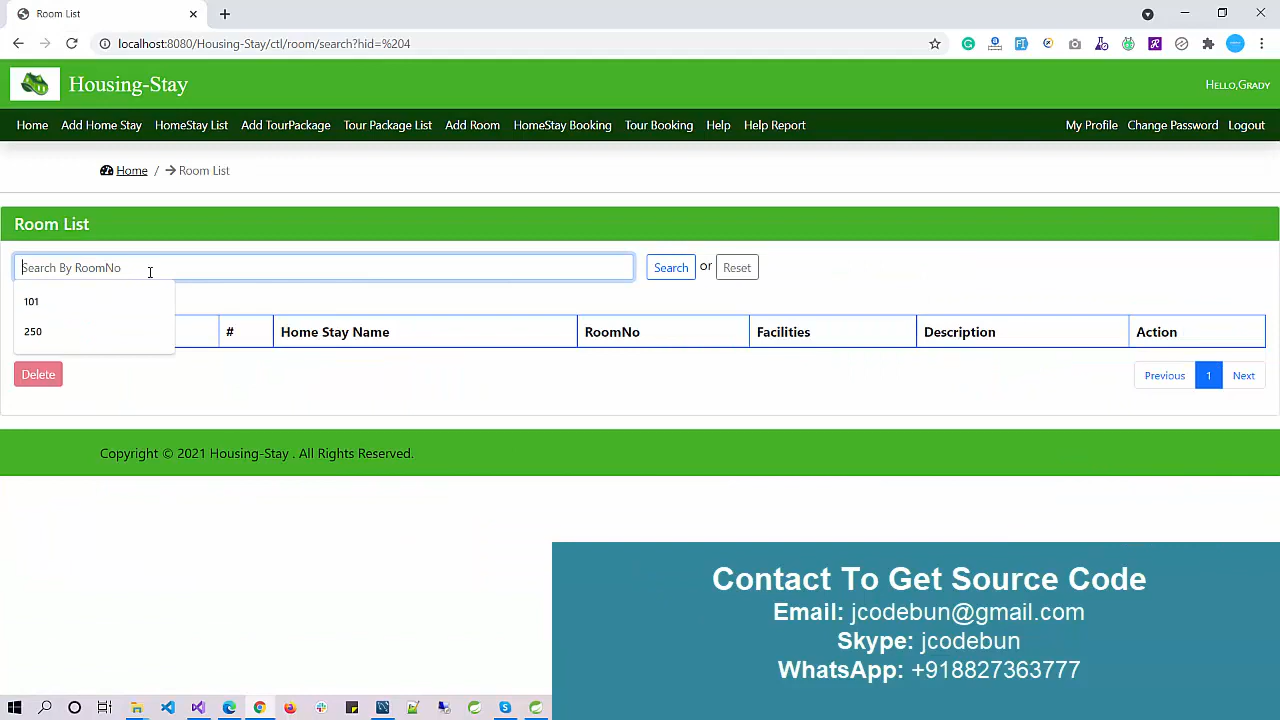 Room List
localhost:8080/Housing-Stay/ctl/room/search?hid=%204
Housing-Stay
Hello,Grady
Home Add Home Stay HomeStay List Add TourPackage Tour Package List Add Room HomeStay Booking Tour Booking Help Help Report My Profile Change Password Logout
Home / Room List
Room List
Search By RoomNo
Search or Reset
101
250
# Home Stay Name RoomNo Facilities Description Action
Delete
Previous 1 Next
Copyright © 2021 Housing-Stay . All Rights Reserved.
Contact To Get Source Code
Email: jcodebun@gmail.com
Skype: jcodebun
WhatsApp: +918827363777